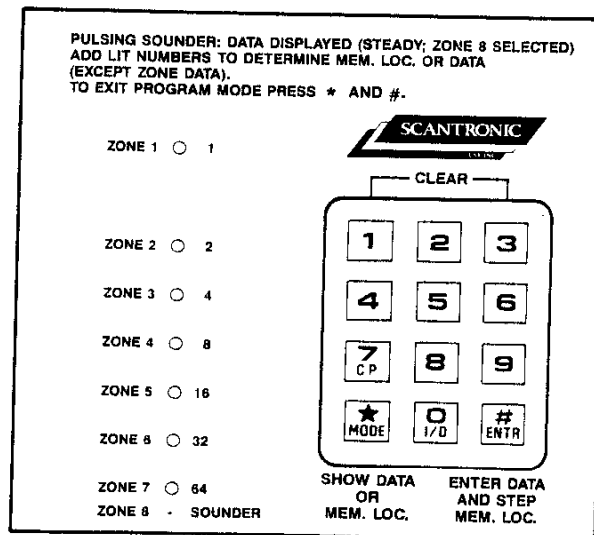 PULSING SOUNDER: DATA DISPLAYED (STEADY; ZONE 8 SELECTED)
ADD LIT NUMBERS TO DETERMINE MEM. LOC. OR DATA
(EXCEPT ZONE DATA).
TO EXIT PROGRAM MODE PRESS * AND #.
SCANTRONIC
CLEAR
ZONE 1 1
ZONE 2 2
ZONE 3 4
ZONE 4 8
ZONE 5 16
ZONE 6 32
ZONE 7 64
ZONE 8 - SOUNDER
1 2 3
4 5 6
7 8 9
CP
★ 0 #
MODE I/O ENTR
SHOW DATA
OR
MEM. LOC.
ENTER DATA
AND STEP
MEM. LOC.